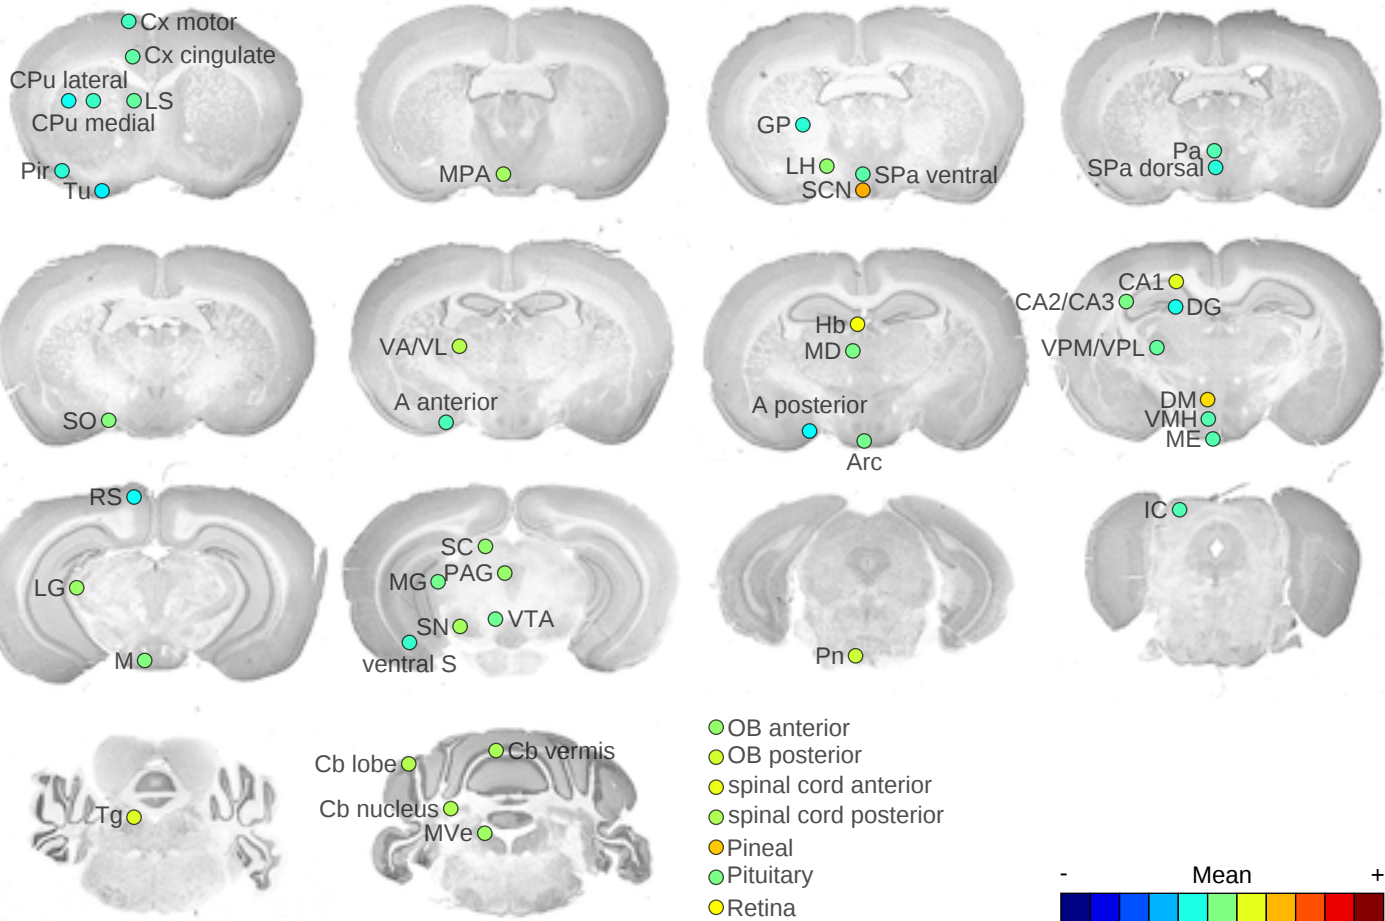 Cx motor
Cx cingulate
CPu lateral
LS
CPu medial
Pir
Tu
MPA
GP
LH
SPa ventral
SCN
Pa
SPa dorsal
SO
VA/VL
A anterior
Hb
MD
A posterior
Arc
CA1
CA2/CA3
DG
VPM/VPL
DM
VMH
ME
RS
LG
M
SC
MG
PAG
SN
VTA
ventral S
Pn
IC
Tg
Cb lobe
Cb vermis
Cb nucleus
MVe
OB anterior
OB posterior
spinal cord anterior
spinal cord posterior
Pineal
Pituitary
Retina
- Mean +